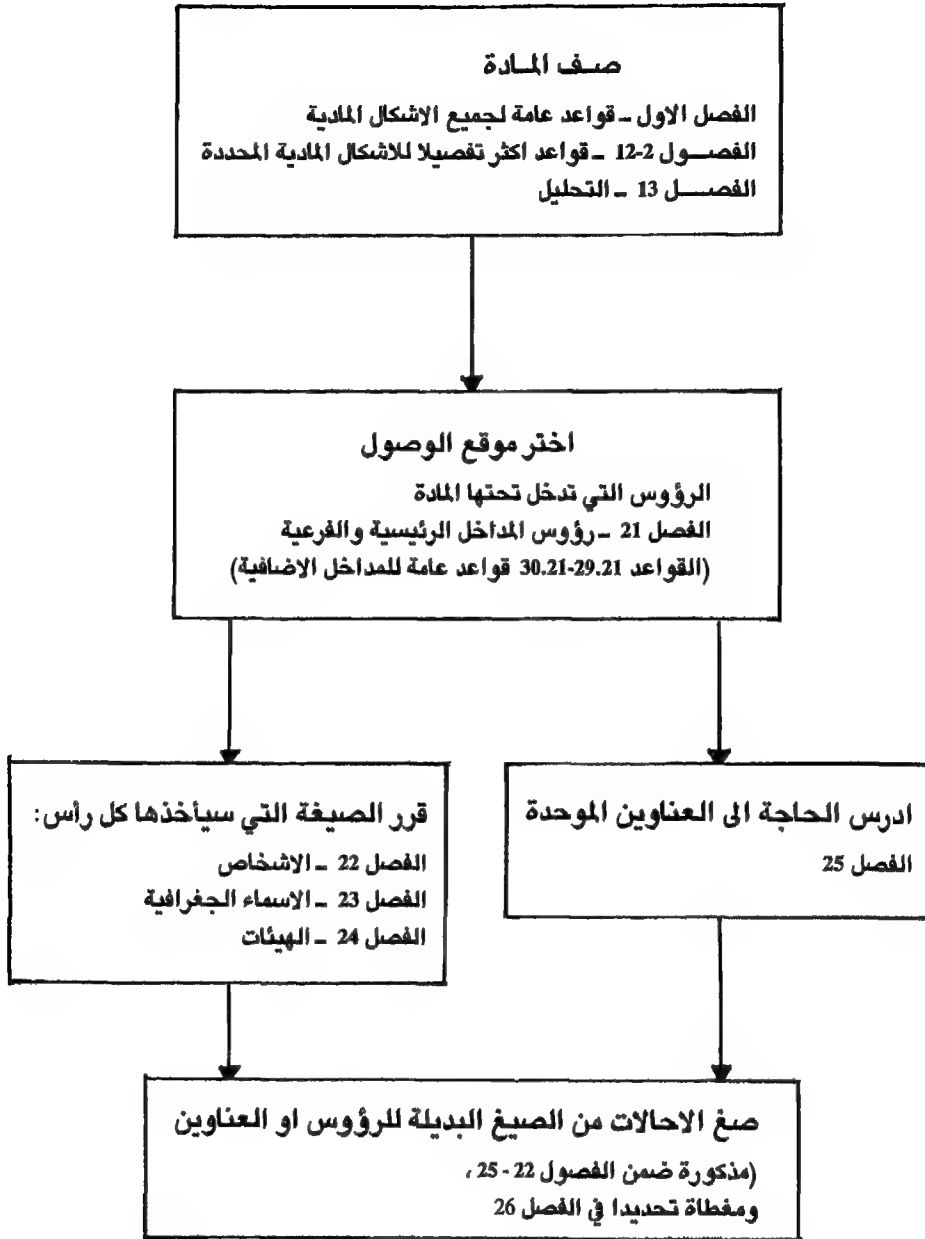 صف المادة
الفصل الاول - قواعد عامة لجميع الاشكال المادية
الفصول 2-12 - قواعد اكثر تفصيلا للاشكال المادية المحددة
الفصل 13 - التحليل
اختر موقع الوصول
الرؤوس التي تدخل تحتها المادة
الفصل 21 - رؤوس المداخل الرئيسية والفرعية
(القواعد 29.21-30.21 قواعد عامة للمداخل الاضافية)
قرر الصيغة التي سيأخذها كل رأس:
الفصل 22 - الاشخاص
الفصل 23 - الاسماء الجغرافية
الفصل 24 - الهيئات
ادرس الحاجة الى العناوين الموحدة
الفصل 25
صغ الاحالات من الصيغ البديلة للرؤوس او العناوين
(مذكورة ضمن الفصول 22 - 25 ،
ومغطاة تحديدا في الفصل 26